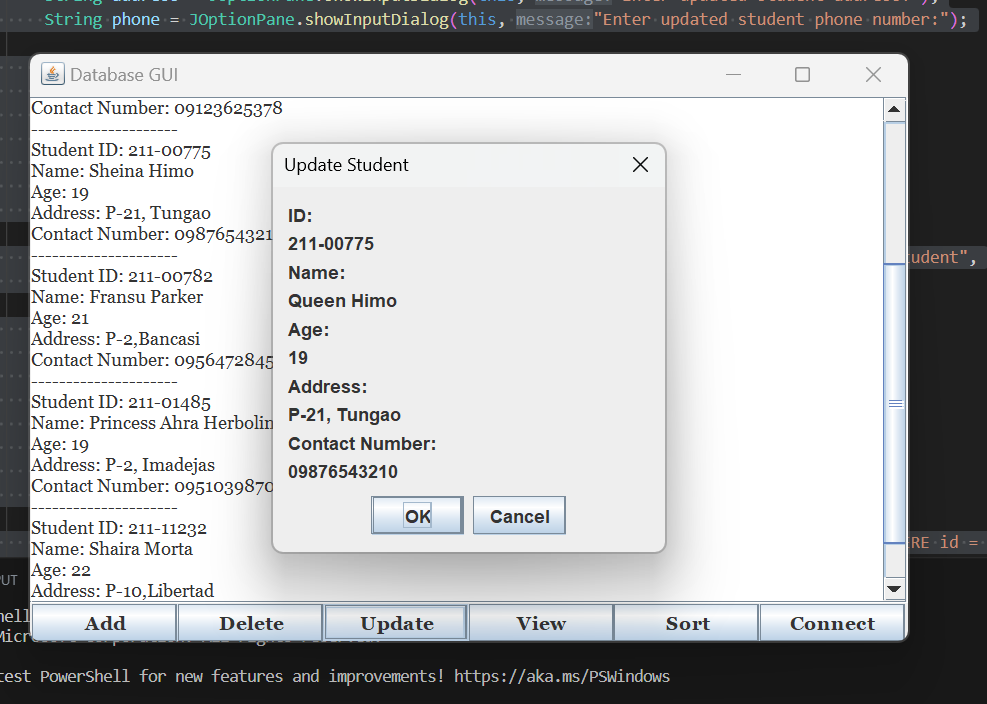 String phone = JOptionPane.showInputDialog(this, message:"Enter updated student phone number:");
Database GUI
Contact Number: 09123625378
--------------------
Student ID: 211-00775
Name: Sheina Himo
Age: 19
Address: P-21, Tungao
Contact Number: 0987654321
--------------------
Student ID: 211-00782
Name: Fransu Parker
Age: 21
Address: P-2,Bancasi
Contact Number: 0956472845
--------------------
Student ID: 211-01485
Name: Princess Ahra Herbolin
Age: 19
Address: P-2, Imadejas
Contact Number: 0951039870
--------------------
Student ID: 211-11232
Name: Shaira Morta
Age: 22
Address: P-10,Libertad
Update Student
ID:
211-00775
Name:
Queen Himo
Age:
19
Address:
P-21, Tungao
Contact Number:
09876543210
OK Cancel
udent",
RE id =
PUT
Add Delete Update View Sort Connect
test PowerShell for new features and improvements! https://aka.ms/PSWindows